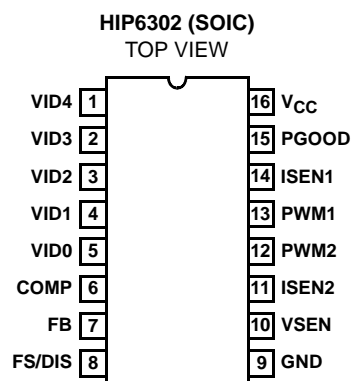 HIP6302 (SOIC)
TOP VIEW
VID4 1 16 VCC
VID3 2 15 PGOOD
VID2 3 14 ISEN1
VID1 4 13 PWM1
VID0 5 12 PWM2
COMP 6 11 ISEN2
FB 7 10 VSEN
FS/DIS 8 9 GND